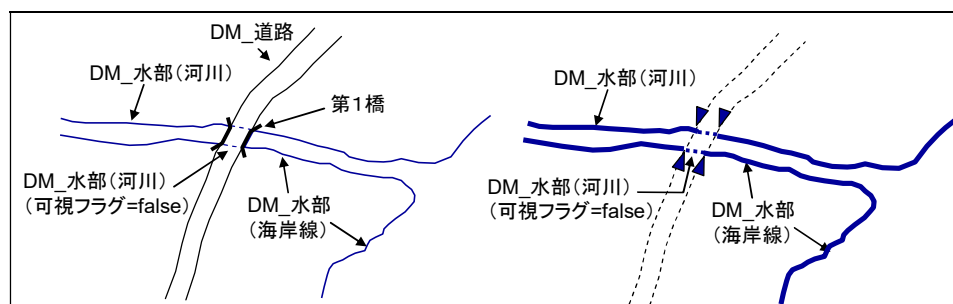 DM_道路
DM_水部(河川)
第1橋
DM_水部(河川)
(可視フラグ=false)
DM_水部
(海岸線)
DM_水部(河川)
DM_水部(河川)
(可視フラグ=false)
DM_水部
(海岸線)